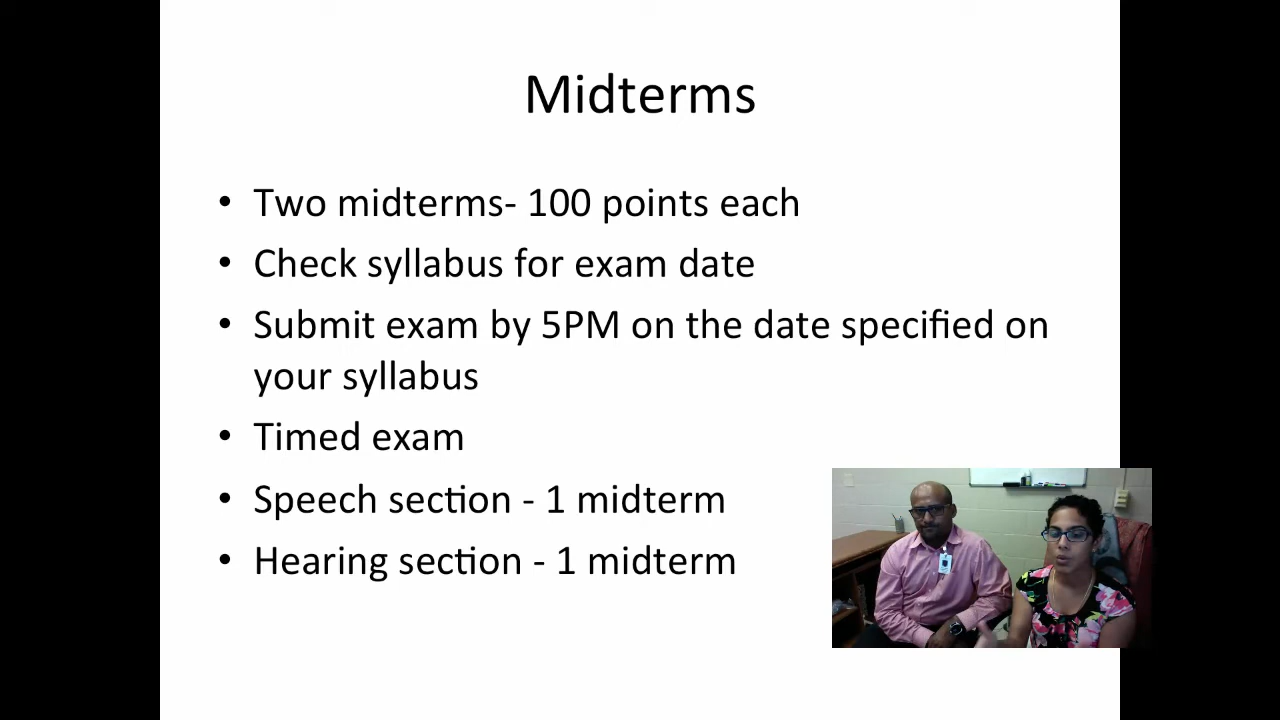 Midterms
• Two midterms- 100 points each
• Check syllabus for exam date
• Submit exam by 5PM on the date specified on
your syllabus
• Timed exam
• Speech section - 1 midterm
• Hearing section - 1 midterm